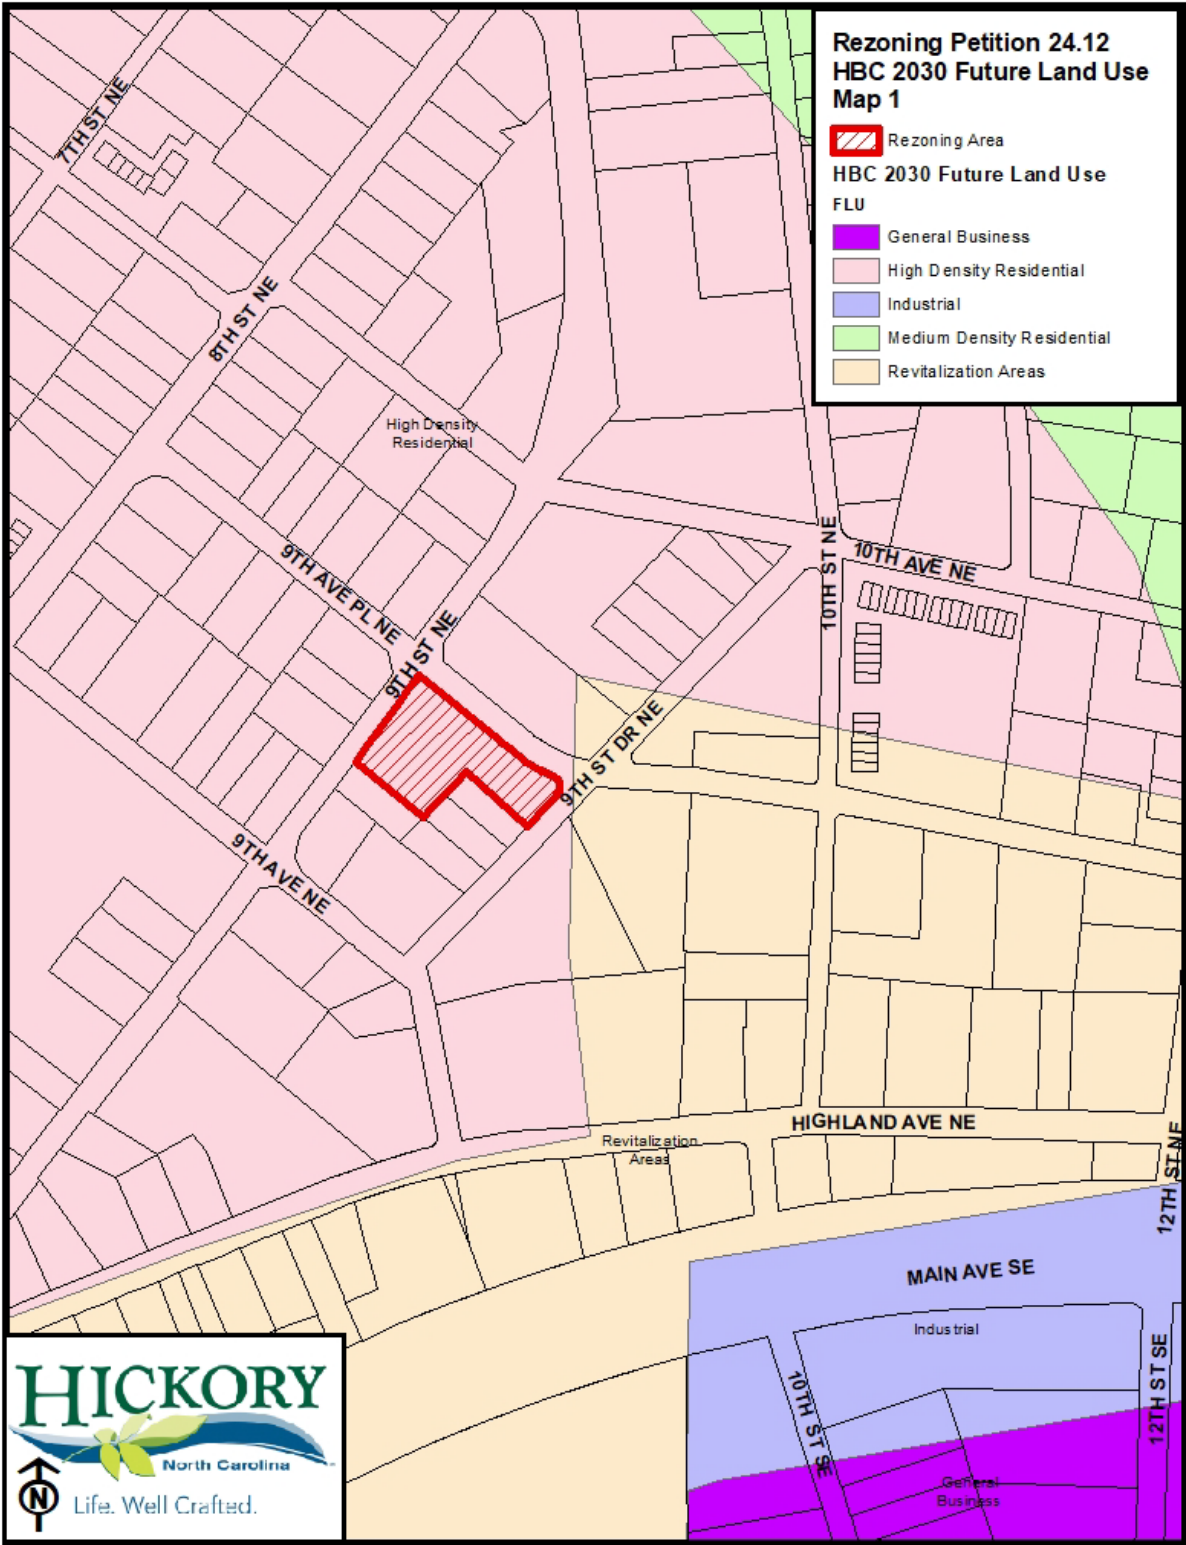 Rezoning Petition 24.12
HBC 2030 Future Land Use
Map 1
Rezoning Area
HBC 2030 Future Land Use
FLU
General Business
High Density Residential
Industrial
Medium Density Residential
Revitalization Areas
7TH ST NE
8TH ST NE
High Density
Residential
9TH AVE PL NE
9TH ST NE
10TH ST NE
10TH AVE NE
9TH ST DR NE
9TH AVE NE
HIGHLAND AVE NE
Revitalization
Areas
12TH ST NE
MAIN AVE SE
Industrial
10TH ST SE
12TH ST SE
General
Business
HICKORY
North Carolina
N
Life. Well Crafted.